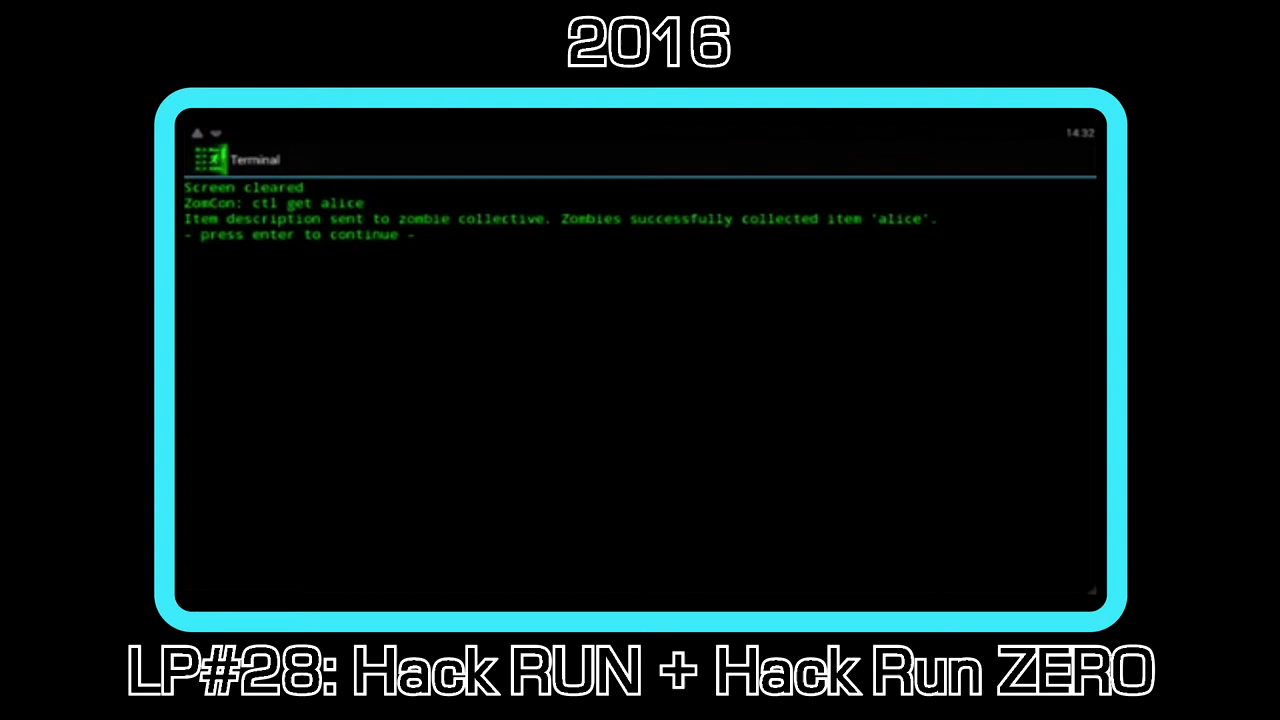 2016
14:32
Terminal
Screen cleared
ZomCon: ctl get alice
Item description sent to zombie collective. Zombies successfully collected item 'alice'.
- press enter to continue -
LP#28: Hack RUN + Hack Run ZERO